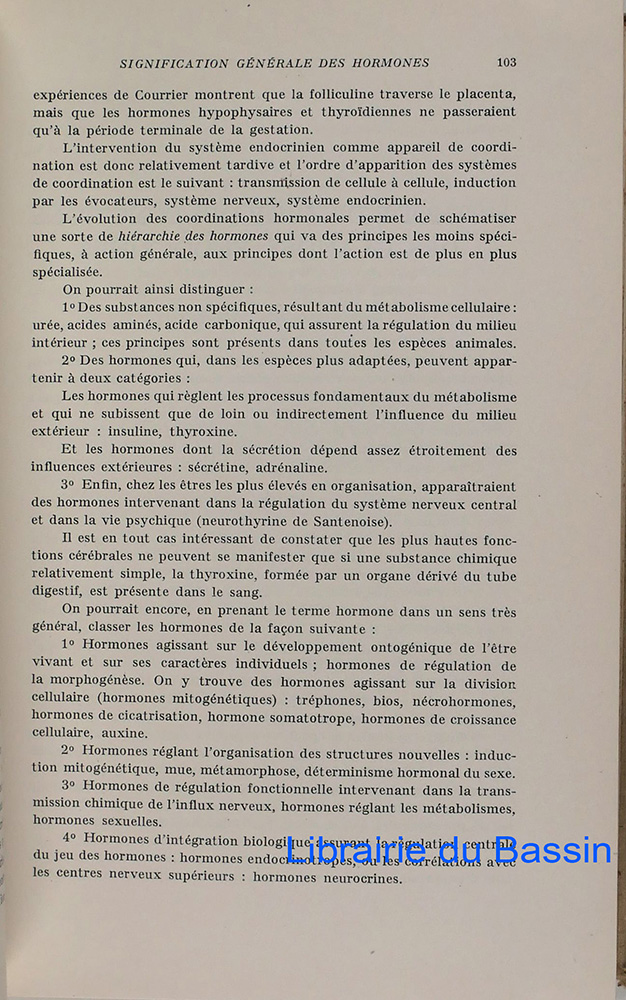 SIGNIFICATION GÉNÉRALE DES HORMONES 103
expériences de Courrier montrent que la folliculine traverse le placenta,
mais que les hormones hypophysaires et thyroïdiennes ne passeraient
qu'à la période terminale de la gestation.
L'intervention du système endocrinien comme appareil de coordi-
nation est donc relativement tardive et l'ordre d'apparition des systèmes
de coordination est le suivant : transmission de cellule à cellule, induction
par les évocateurs, système nerveux, système endocrinien.
L'évolution des coordinations hormonales permet de schématiser
une sorte de hiérarchie des hormones qui va des principes les moins spéci-
fiques, à action générale, aux principes dont l'action est de plus en plus
spécialisée.
On pourrait ainsi distinguer :
1º Des substances non spécifiques, résultant du métabolisme cellulaire :
urée, acides aminés, acide carbonique, qui assurent la régulation du milieu
intérieur ; ces principes sont présents dans toutes les espèces animales.
2º Des hormones qui, dans les espèces plus adaptées, peuvent appar-
tenir à deux catégories :
Les hormones qui règlent les processus fondamentaux du métabolisme
et qui ne subissent que de loin ou indirectement l'influence du milieu
extérieur : insuline, thyroxine.
Et les hormones dont la sécrétion dépend assez étroitement des
influences extérieures : sécrétine, adrénaline.
3º Enfin, chez les êtres les plus élevés en organisation, apparaîtraient
des hormones intervenant dans la régulation du système nerveux central
et dans la vie psychique (neurothyrine de Santenoise).
Il est en tout cas intéressant de constater que les plus hautes fonc-
tions cérébrales ne peuvent se manifester que si une substance chimique
relativement simple, la thyroxine, formée par un organe dérivé du tube
digestif, est présente dans le sang.
On pourrait encore, en prenant le terme hormone dans un sens très
général, classer les hormones de la façon suivante :
1º Hormones agissant sur le développement ontogénique de l'être
vivant et sur ses caractères individuels ; hormones de régulation de
la morphogénèse. On y trouve des hormones agissant sur la division
cellulaire (hormones mitogénétiques) : tréphones, bios, nécrohormones,
hormones de cicatrisation, hormone somatotrope, hormones de croissance
cellulaire, auxine.
2º Hormones réglant l'organisation des structures nouvelles : induc-
tion mitogénétique, mue, métamorphose, déterminisme hormonal du sexe.
3º Hormones de régulation fonctionnelle intervenant dans la trans-
mission chimique de l'influx nerveux, hormones réglant les métabolismes,
hormones sexuelles.
4º Hormones d'intégration biologique assurant la régulation centrale
du jeu des hormones : hormones endocrinotropes, ou les corrélations avec
les centres nerveux supérieurs : hormones neurocrines.
Librairie du Bassin